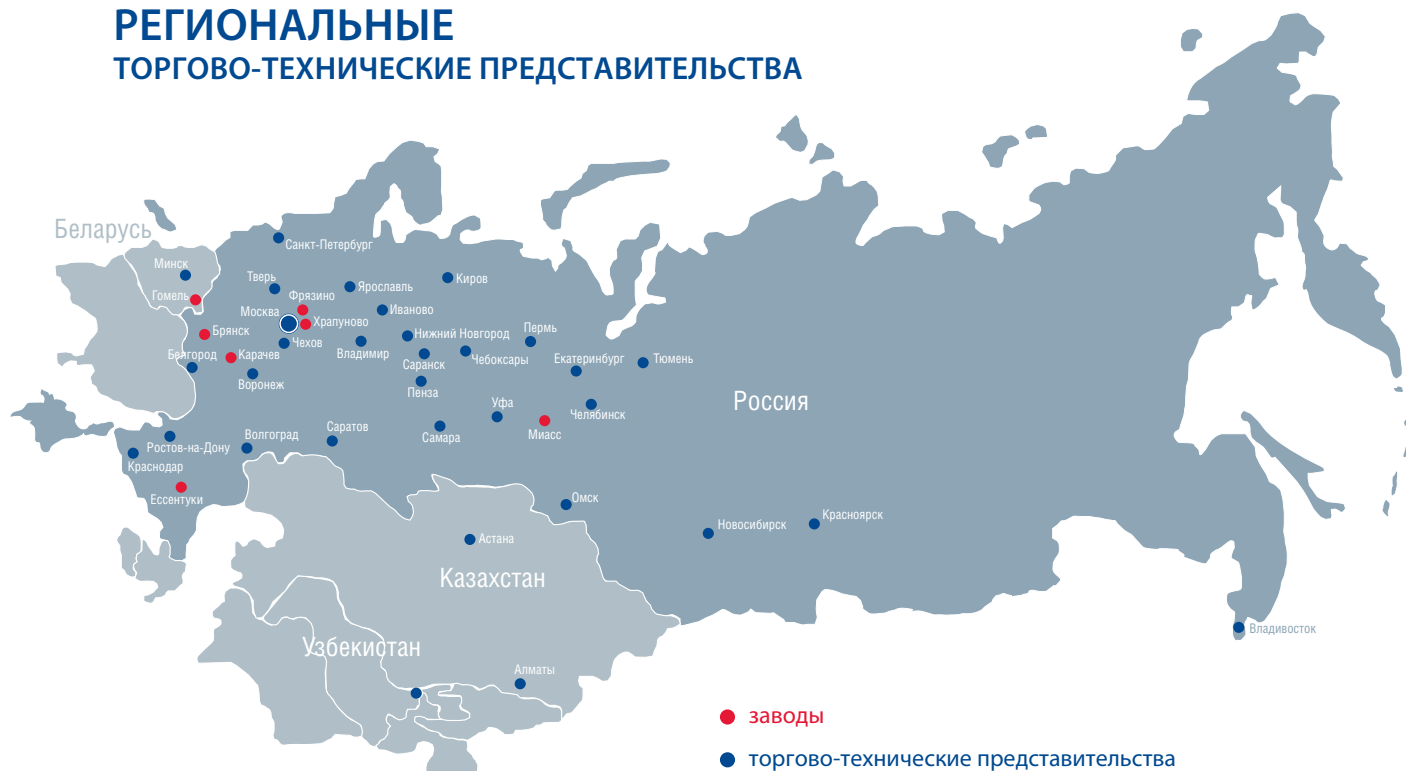 РЕГИОНАЛЬНЫЕ
ТОРГОВО-ТЕХНИЧЕСКИЕ ПРЕДСТАВИТЕЛЬСТВА
Беларусь
Санкт-Петербург
Минск
Тверь
Киров
Ярославль
Гомель
Фрязино
Москва
Иваново
Храпуново
Брянск
Нижний Новгород
Пермь
Чехов
Владимир
Белгород
Карачев
Саранск
Чебоксары
Екатеринбург
Тюмень
Воронеж
Пенза
Россия
Уфа
Челябинск
Ростов-на-Дону
Волгоград
Саратов
Самара
Миасс
Краснодар
Ессентуки
Омск
Новосибирск
Красноярск
Астана
Казахстан
Владивосток
Узбекистан
Алматы
заводы
торгово-технические представительства